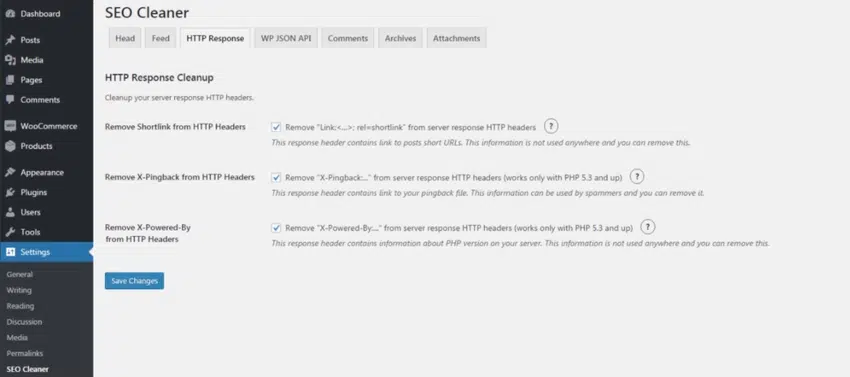 SEO Cleaner
Dashboard
Posts
Media
Pages
Comments
WooCommerce
Products
Appearance
Plugins
Users
Tools
Settings
General
Writing
Reading
Discussion
Media
Permalinks
SEO Cleaner
Head Feed HTTP Response WP JSON API Comments Archives Attachments
HTTP Response Cleanup
Cleanup your server response HTTP headers.
Remove Shortlink from HTTP Headers
Remove "Link:<...>; rel=shortlink" from server response HTTP headers ?
This response header contains link to posts short URLs. This information is not used anywhere and you can remove this.
Remove X-Pingback from HTTP Headers
Remove "X-Pingback:..." from server response HTTP headers (works only with PHP 5.3 and up) ?
This response header contains link to your pingback file. This information can be used by spammers and you can remove it.
Remove X-Powered-By
from HTTP Headers
Remove "X-Powered-By:..." from server response HTTP headers (works only with PHP 5.3 and up) ?
This response header contains information about PHP version on your server. This information is not used anywhere and you can remove this.
Save Changes